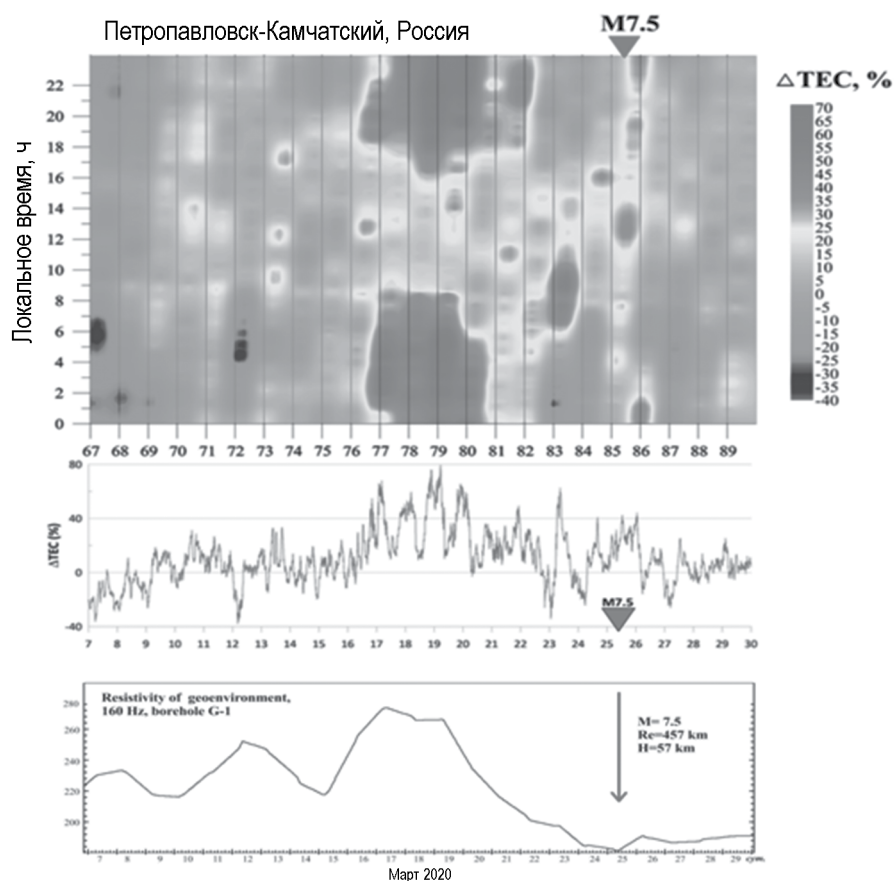 Петропавловск-Камчатский, Россия
M7.5
△ TEC, %
Локальное время, ч
22
20
18
16
14
12
10
8
6
4
2
0
67 68 69 70 71 72 73 74 75 76 77 78 79 80 81 82 83 84 85 86 87 88 89
70
65
60
55
50
45
40
35
30
25
20
15
10
5
0
-5
-10
-15
-20
-25
-30
-35
-40
ΔTEC (%)
80
40
0
-40
M7.5
7 8 9 10 11 12 13 14 15 16 17 18 19 20 21 22 23 24 25 26 27 28 29 30
Resistivity of geoenvironment,
160 Hz, borehole G-1
M= 7.5
Re=457 km
H=57 km
280
260
240
220
200
7 8 9 10 11 12 13 14 15 16 17 18 19 20 21 22 23 24 25 26 27 28 29 сут.
Март 2020